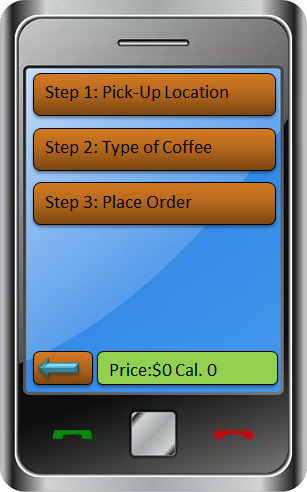 Step 1: Pick-Up Location
Step 2: Type of Coffee
Step 3: Place Order
Price:$0 Cal. 0